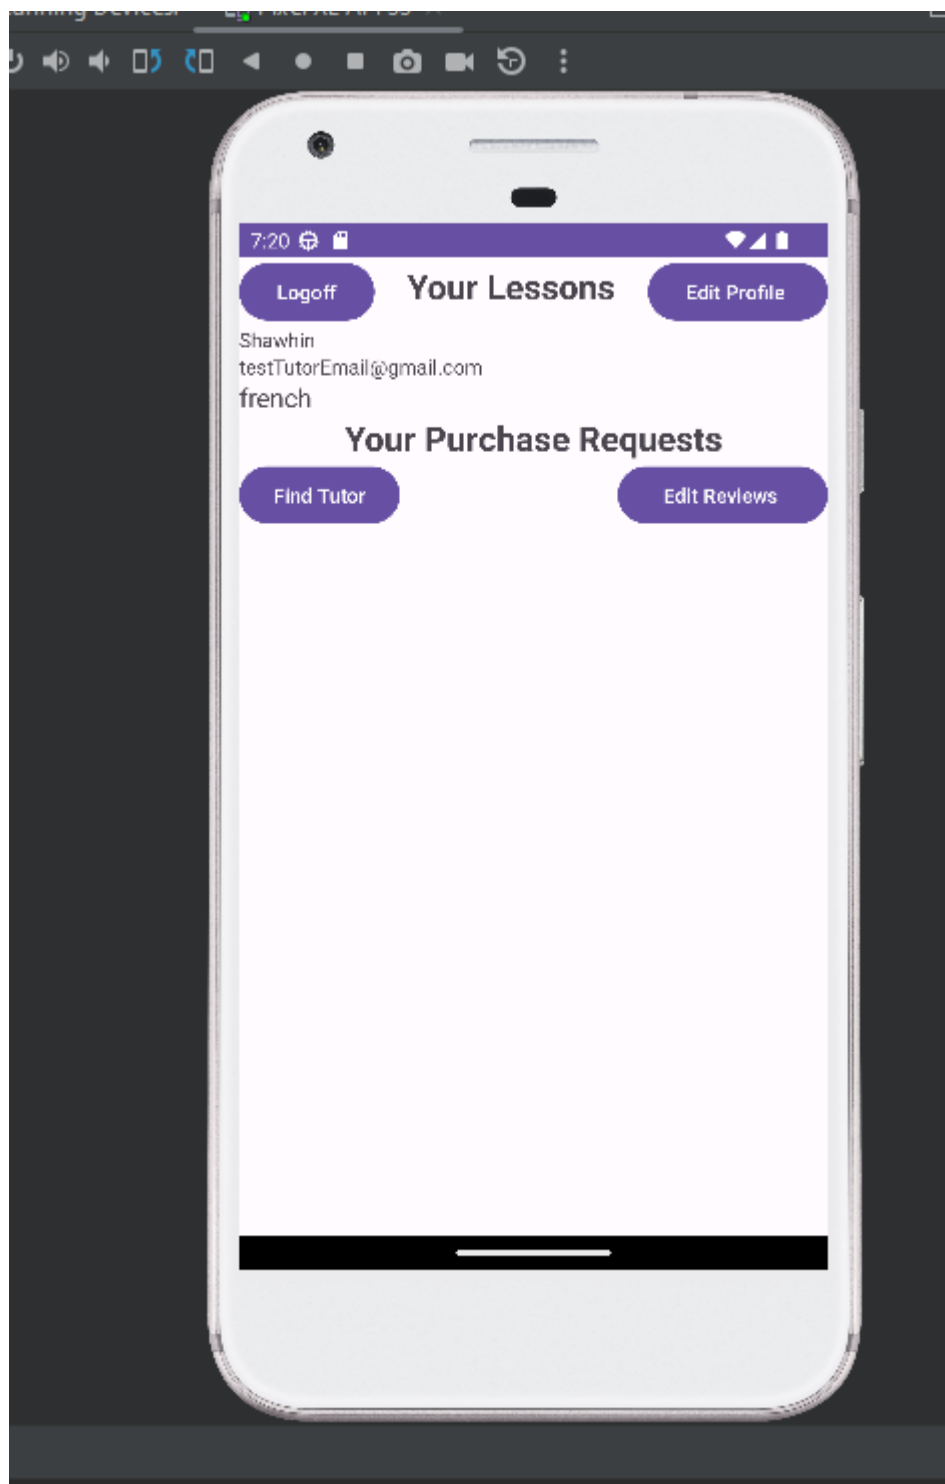 7:20
Logoff Your Lessons Edit Profile
Shawhin
testTutorEmail@gmail.com
french
Your Purchase Requests
Find Tutor Edit Reviews